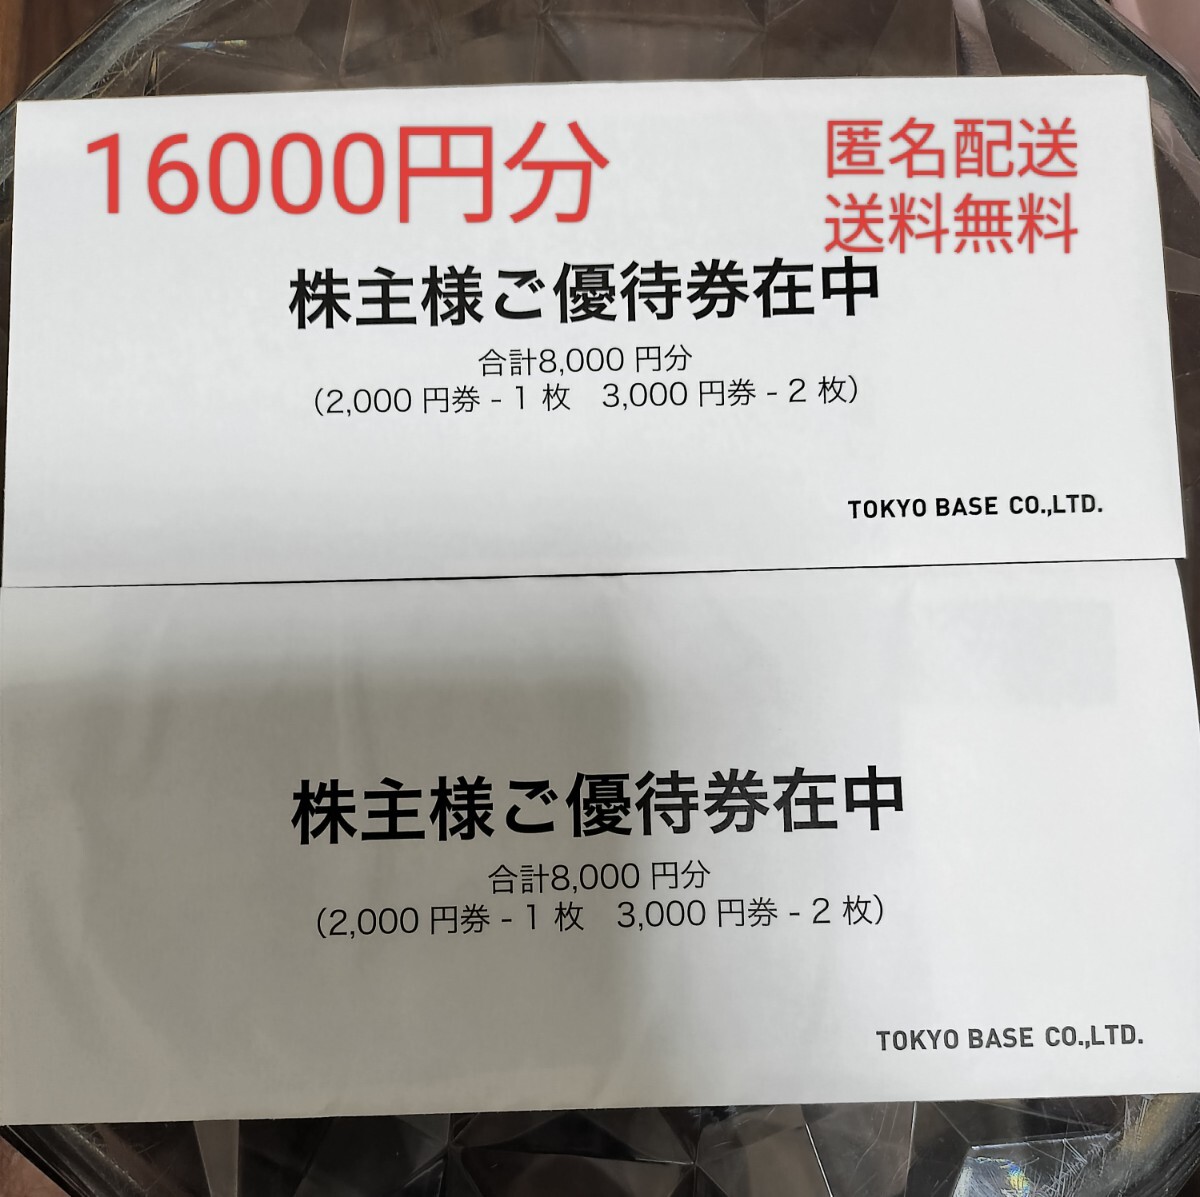 16000円分
匿名配送
送料無料
株主様ご優待券在中
合計8,000 円分
（2,000 円券 - 1 枚　3,000 円券 - 2 枚）
TOKYO BASE CO.,LTD.
株主様ご優待券在中
合計8,000 円分
（2,000 円券 - 1 枚　3,000 円券 - 2 枚）
TOKYO BASE CO.,LTD.